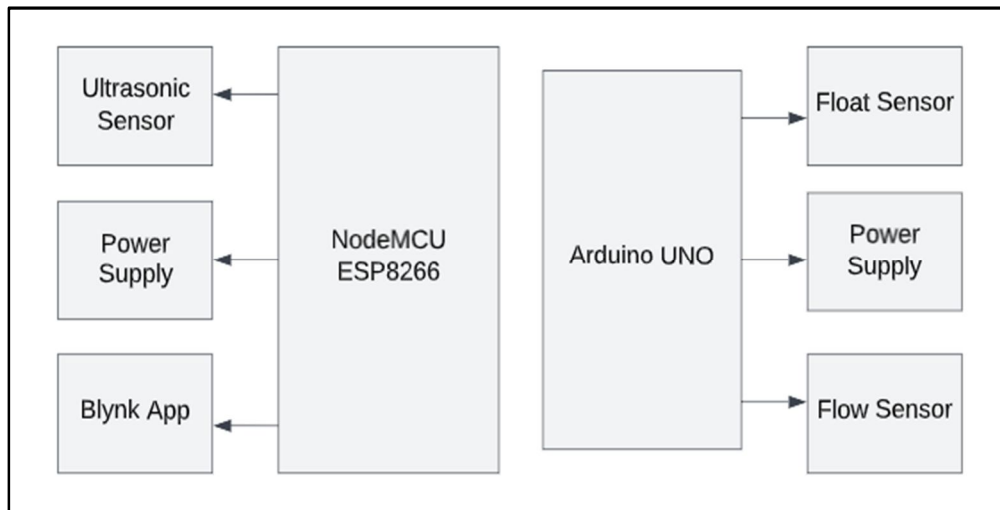 Ultrasonic
Sensor
Power
Supply
Blynk App
NodeMCU
ESP8266
Arduino UNO
Float Sensor
Power
Supply
Flow Sensor